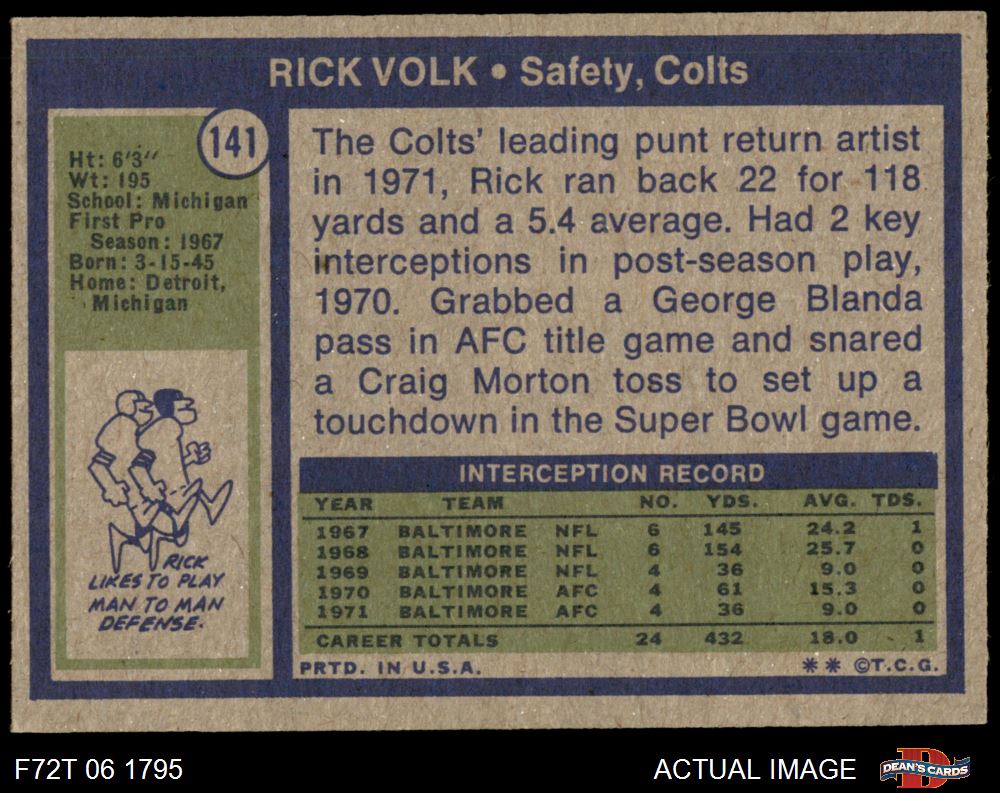 RICK VOLK • Safety, Colts
141
Ht: 6'3''
Wt: 195
School: Michigan
First Pro
Season: 1967
Born: 3-15-45
Home: Detroit,
Michigan
RICK
LIKES TO PLAY
MAN TO MAN
DEFENSE.
The Colts' leading punt return artist
in 1971, Rick ran back 22 for 118
yards and a 5.4 average. Had 2 key
interceptions in post-season play,
1970. Grabbed a George Blanda
pass in AFC title game and snared
a Craig Morton toss to set up a
touchdown in the Super Bowl game.
INTERCEPTION RECORD
YEAR TEAM NO. YDS. AVG. TDS.
1967 BALTIMORE NFL 6 145 24.2 1
1968 BALTIMORE NFL 6 154 25.7 0
1969 BALTIMORE NFL 4 36 9.0 0
1970 BALTIMORE AFC 4 61 15.3 0
1971 BALTIMORE AFC 4 36 9.0 0
CAREER TOTALS 24 432 18.0 1
PRTD. IN U.S.A. ** ©T.C.G.
F72T 06 1795 ACTUAL IMAGE D DEAN'S CARDS